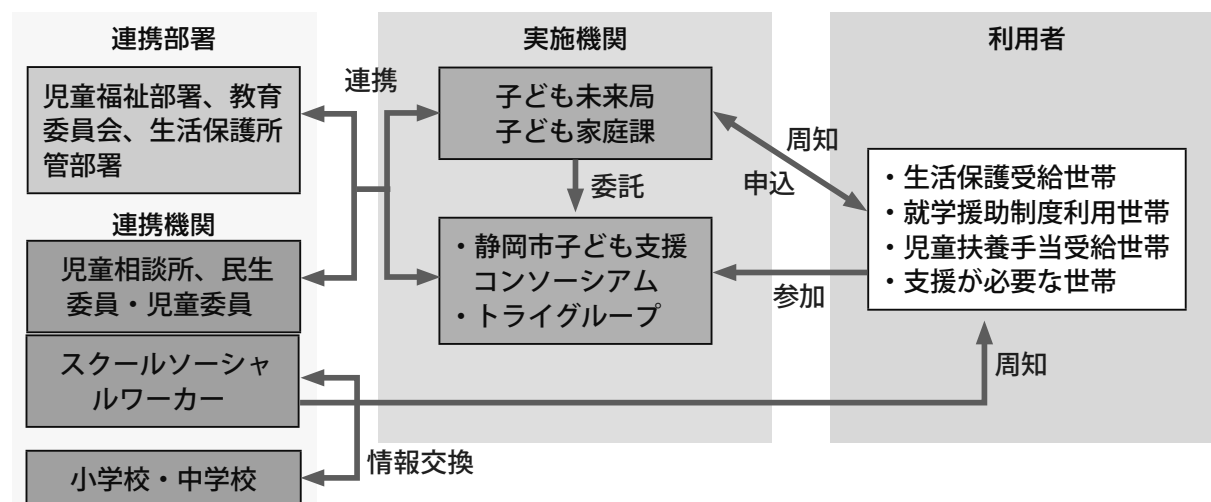 連携部署
児童福祉部署、教育
委員会、生活保護所
管部署
連携機関
児童相談所、民生
委員・児童委員
スクールソーシャ
ルワーカー
小学校・中学校
連携
情報交換
実施機関
子ども未来局
子ども家庭課
委託
・静岡市子ども支援
コンソーシアム
・トライグループ
周知
申込
参加
周知
利用者
・生活保護受給世帯
・就学援助制度利用世帯
・児童扶養手当受給世帯
・支援が必要な世帯